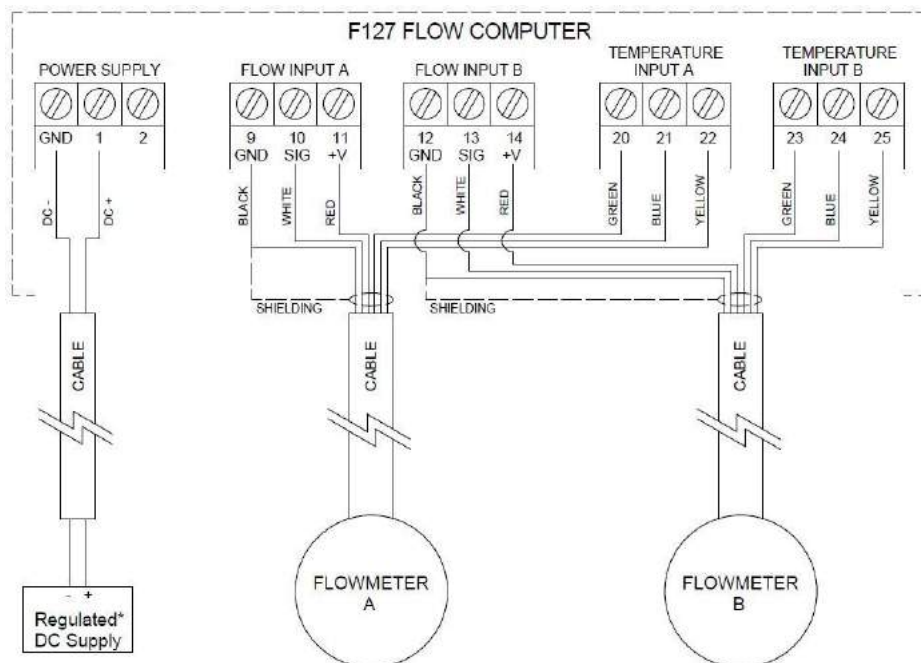 F127 FLOW COMPUTER
POWER SUPPLY
FLOW INPUT A
FLOW INPUT B
TEMPERATURE
INPUT A
TEMPERATURE
INPUT B
GND 1 2
9 10 11
GND SIG +V
12 13 14
GND SIG +V
20 21 22
23 24 25
DC -
DC +
BLACK
WHITE
RED
BLACK
WHITE
RED
GREEN
BLUE
YELLOW
GREEN
BLUE
YELLOW
SHIELDING
SHIELDING
CABLE
CABLE
CABLE
FLOWMETER
A
FLOWMETER
B
- +
Regulated*
DC Supply